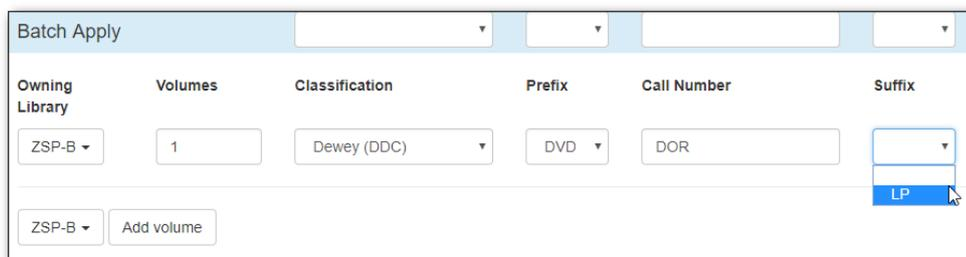 Batch Apply
Owning Library Volumes Classification Prefix Call Number Suffix
ZSP-B 1 Dewey (DDC) DVD DOR
LP
ZSP-B Add volume